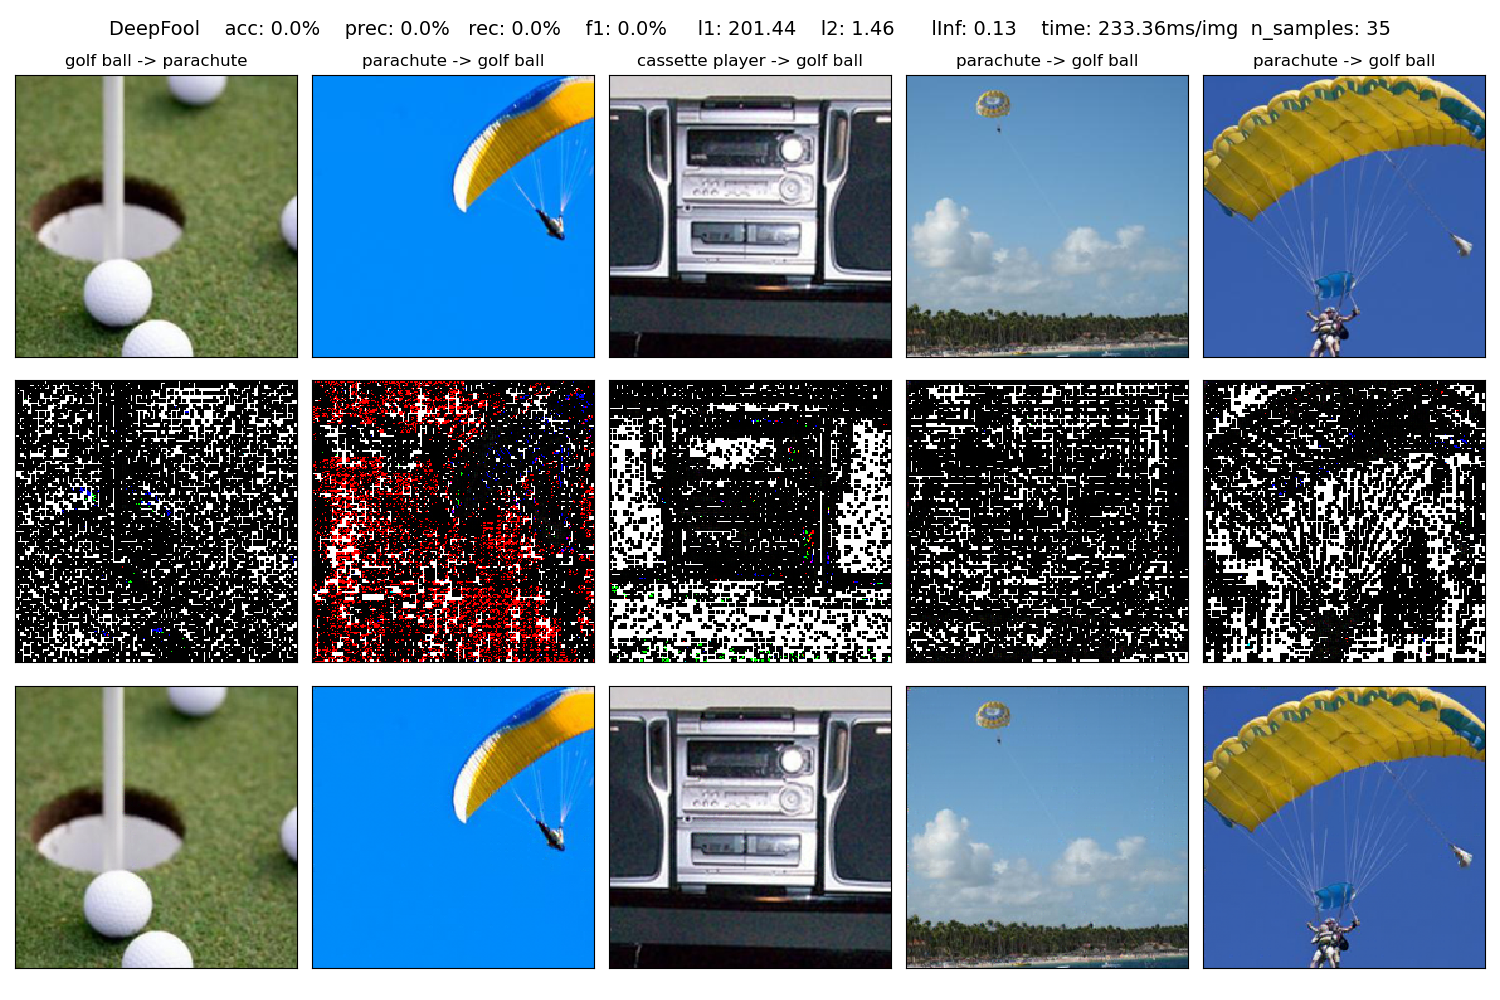 DeepFool acc: 0.0% prec: 0.0% rec: 0.0% f1: 0.0% l1: 201.44 l2: 1.46 lInf: 0.13 time: 233.36ms/img n_samples: 35
golf ball -> parachute
parachute -> golf ball
cassette player -> golf ball
parachute -> golf ball
parachute -> golf ball